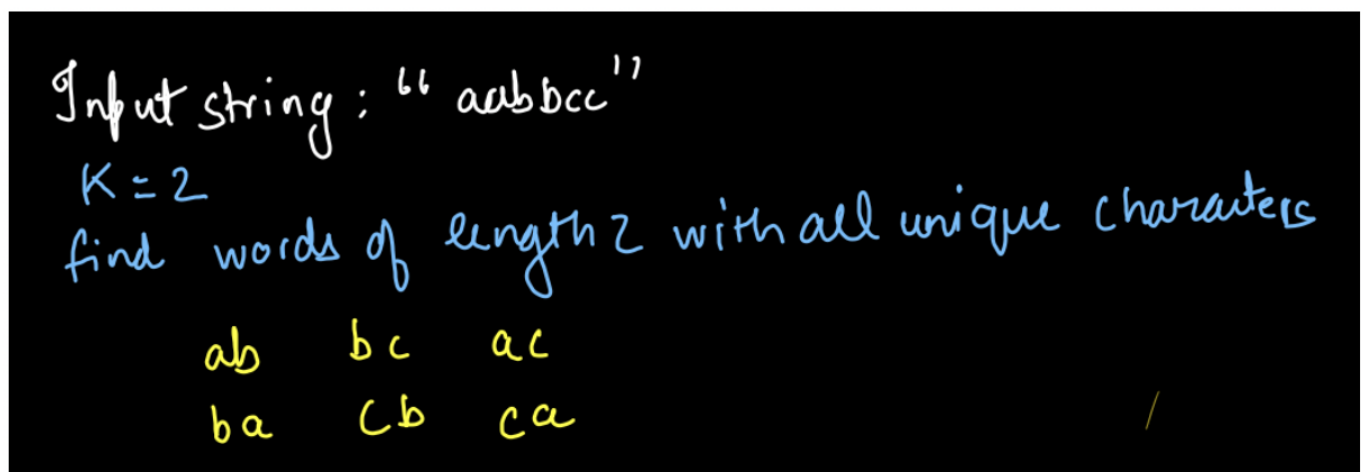 Input string : “ aabbcc ”
K = 2
find words of length 2 with all unique characters
ab bc ac
ba cb ca